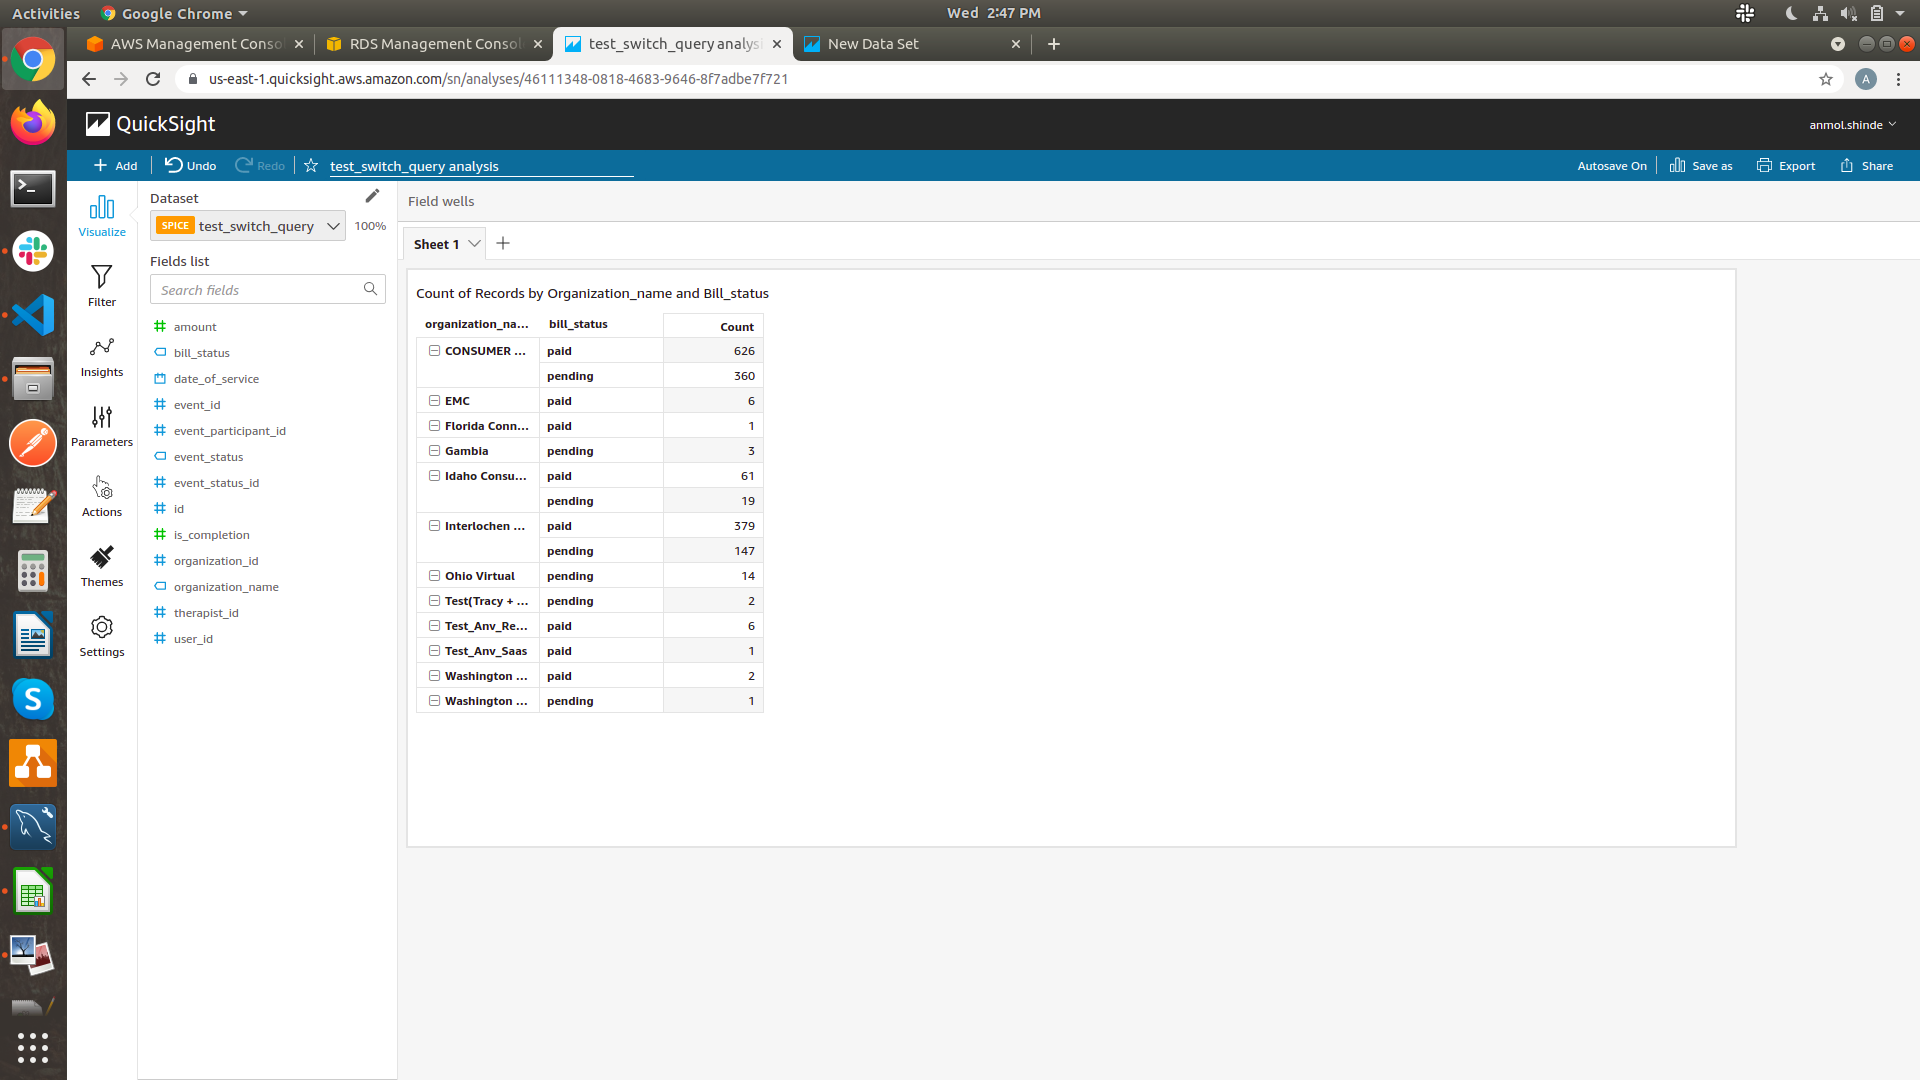 Activities
Google Chrome
Wed 2:47 PM
AWS Management Consol
RDS Management Consol
test_switch_query analysi
New Data Set
us-east-1.quicksight.aws.amazon.com/sn/analyses/46111348-0818-4683-9646-8f7adbe7f721
A
QuickSight
anmol.shinde
Add
Undo
Redo
test_switch_query analysis
Autosave On
Save as
Export
Share
Visualize
Filter
Insights
Parameters
Actions
Themes
Settings
Dataset
SPICE test_switch_query 100%
Fields list
Search fields
amount
bill_status
date_of_service
event_id
event_participant_id
event_status
event_status_id
id
is_completion
organization_id
organization_name
therapist_id
user_id
Field wells
Sheet 1
Count of Records by Organization_name and Bill_status
organization_na... bill_status Count
CONSUMER ... paid 626
pending 360
EMC paid 6
Florida Conn... paid 1
Gambia pending 3
Idaho Consu... paid 61
pending 19
Interlochen ... paid 379
pending 147
Ohio Virtual pending 14
Test(Tracy + ... pending 2
Test_Anv_Re... paid 6
Test_Anv_Saas paid 1
Washington ... paid 2
Washington ... pending 1